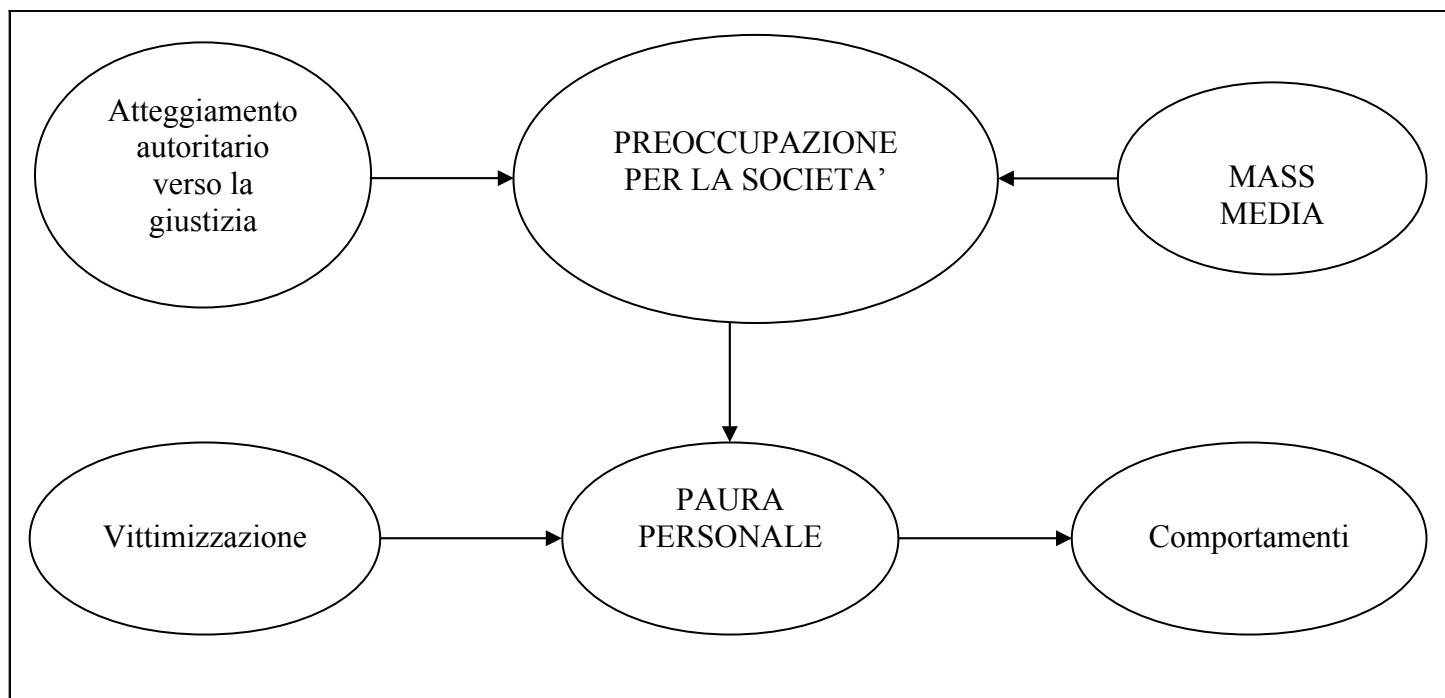 Atteggiamento
autoritario
verso la
giustizia
PREOCCUPAZIONE
PER LA SOCIETA’
MASS
MEDIA
Vittimizzazione
PAURA
PERSONALE
Comportamenti